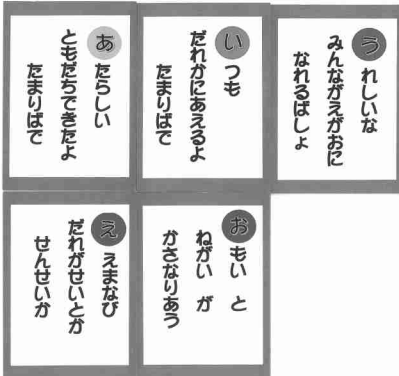 あたらしい
ともだちできたよ
たまりばで
いつも
だれかにあえるよ
たまりばで
うれしいな
みんながえがおに
なれるばしょ
えまなび
だれがせいとか
せんせいか
おもい と
ねがい が
かさなりあう